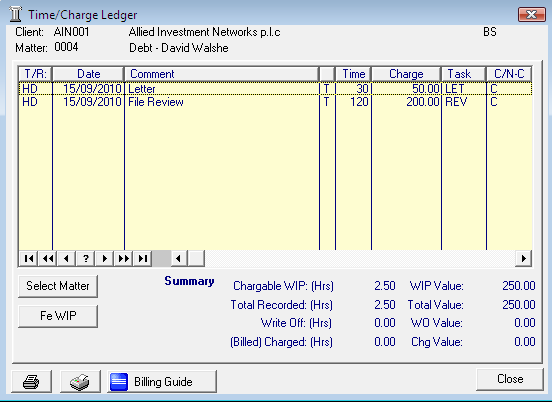 Time/Charge Ledger
Client: AIN001 Allied Investment Networks p.l.c BS
Matter: 0004 Debt - David Walshe
T/R: Date Comment Time Charge Task C/N-C
HD 15/09/2010 Letter T 30 50.00 LET C
HD 15/09/2010 File Review T 120 200.00 REV C
?
Select Matter Summary Chargable WIP: (Hrs) 2.50 WIP Value: 250.00
Total Recorded: (Hrs) 2.50 Total Value: 250.00
Fe WIP Write Off: (Hrs) 0.00 WO Value: 0.00
(Billed) Charged: (Hrs) 0.00 Chg Value: 0.00
Billing Guide Close